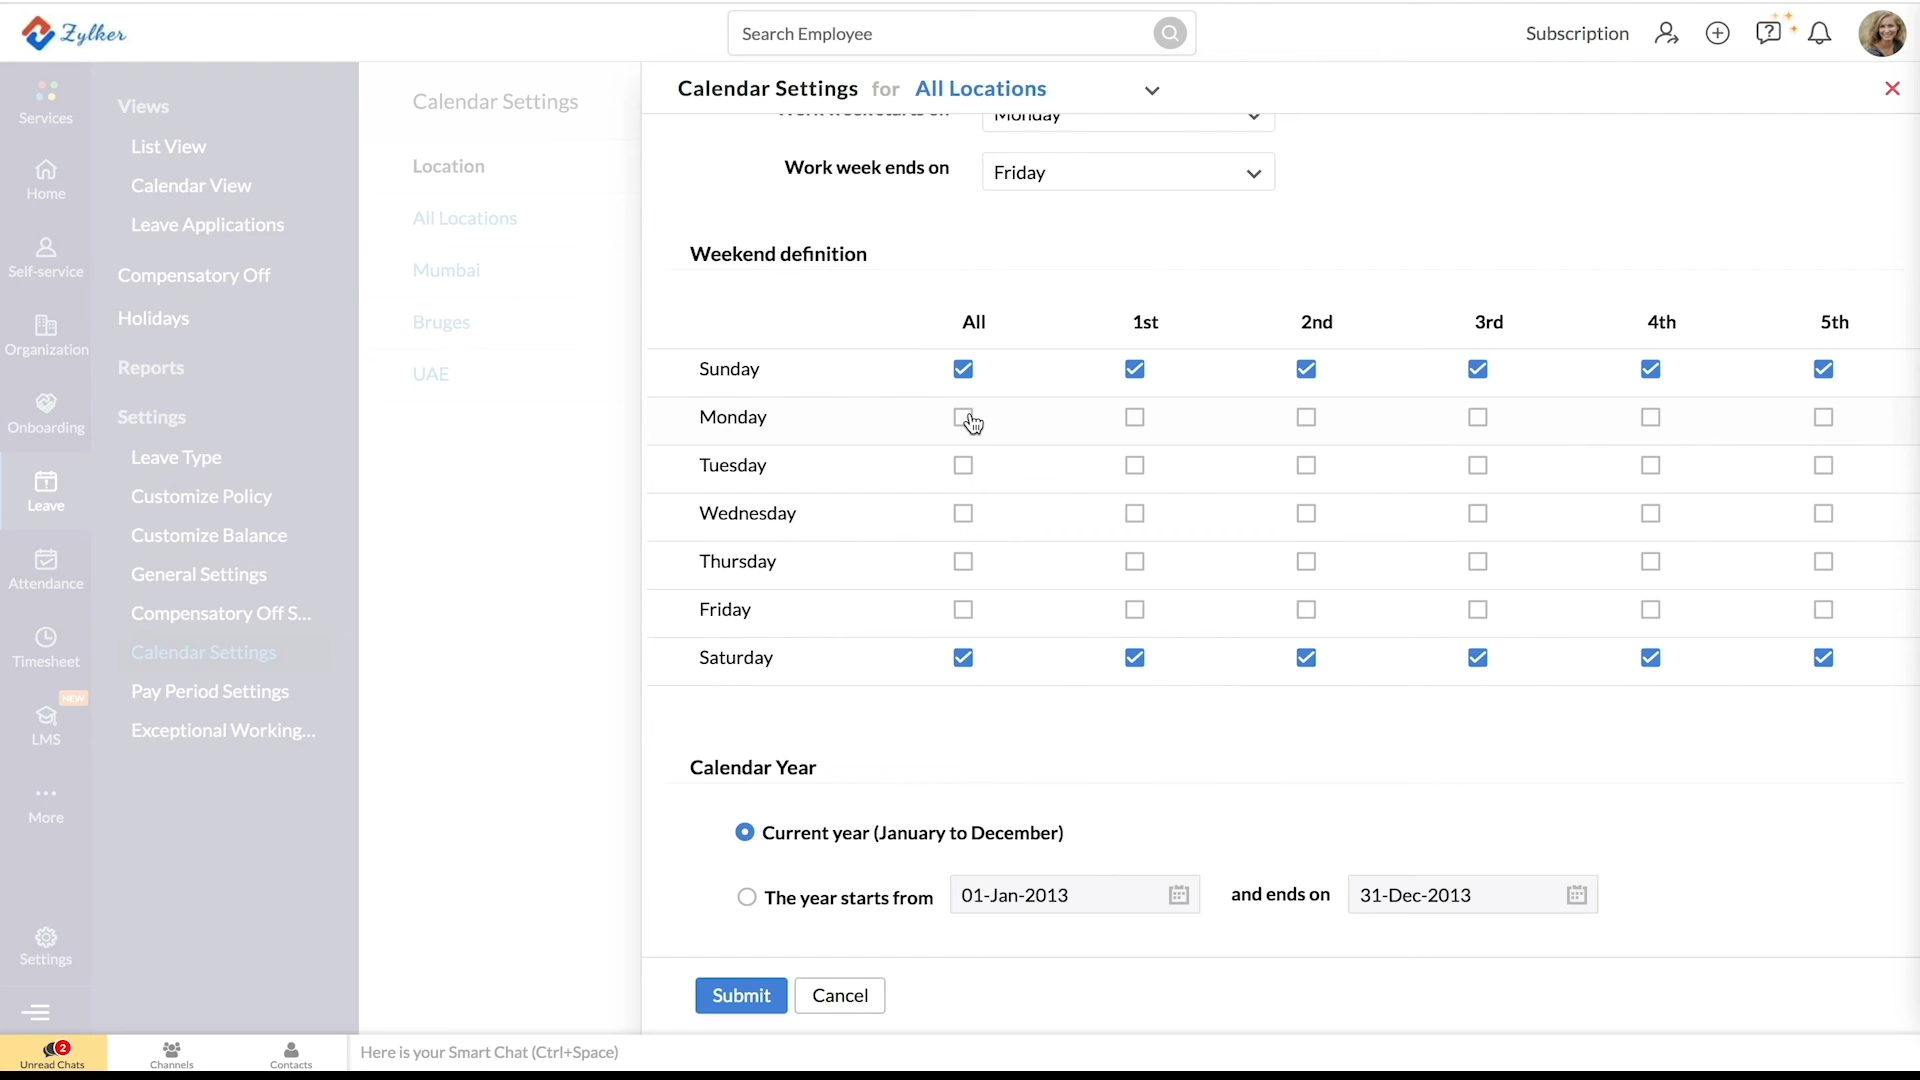 Zylker
Search Employee
Subscription
Services
Home
Self-service
Organization
Onboarding
Leave
Attendance
Timesheet
NEW
LMS
More
Settings
Views
List View
Calendar View
Leave Applications
Compensatory Off
Holidays
Reports
Settings
Leave Type
Customize Policy
Customize Balance
General Settings
Compensatory Off S...
Calendar Settings
Pay Period Settings
Exceptional Working...
Calendar Settings
Location
All Locations
Mumbai
Bruges
UAE
Calendar Settings for All Locations
Work week starts on Monday
Work week ends on Friday
Weekend definition
All 1st 2nd 3rd 4th 5th
Sunday
Monday
Tuesday
Wednesday
Thursday
Friday
Saturday
Calendar Year
Current year (January to December)
The year starts from 01-Jan-2013 and ends on 31-Dec-2013
Submit Cancel
2
Unread Chats
Channels
Contacts
Here is your Smart Chat (Ctrl+Space)